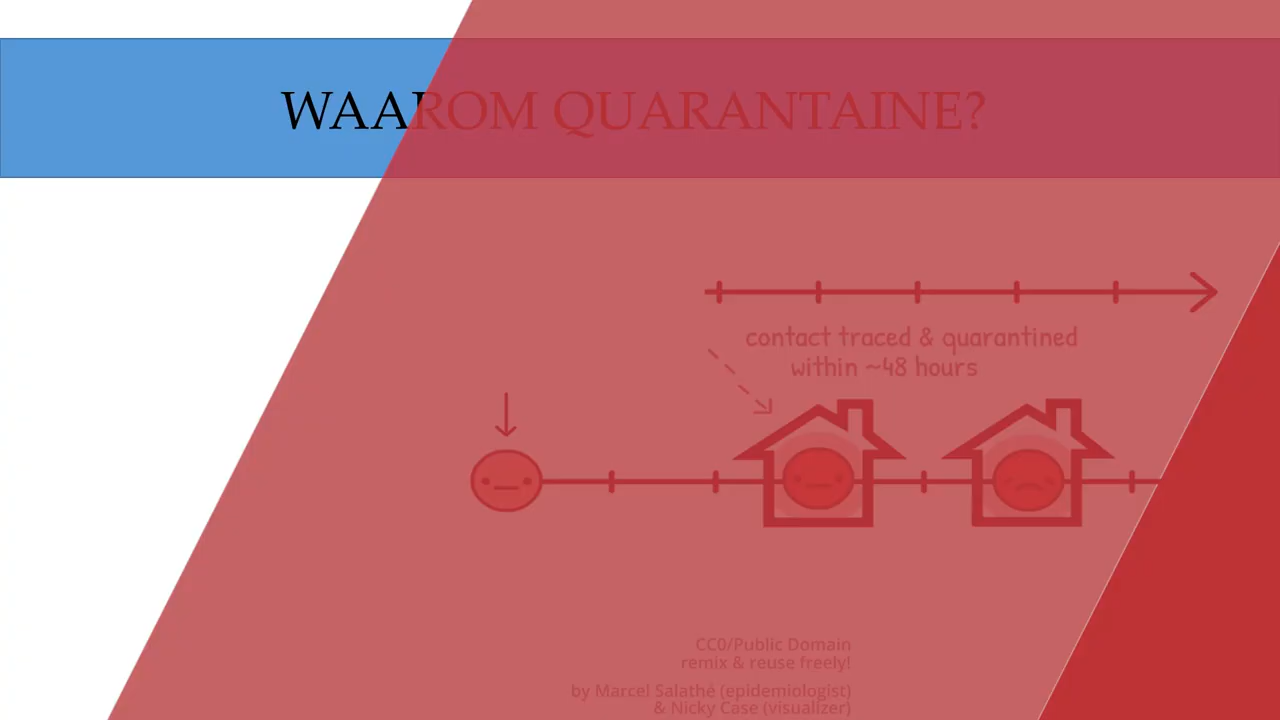 WAAROM QUARANTAINE?
contact traced & quarantined
within ~48 hours
CC0/Public Domain
remix & reuse freely!
by Marcel Salathé (epidemiologist)
& Nicky Case (visualizer)